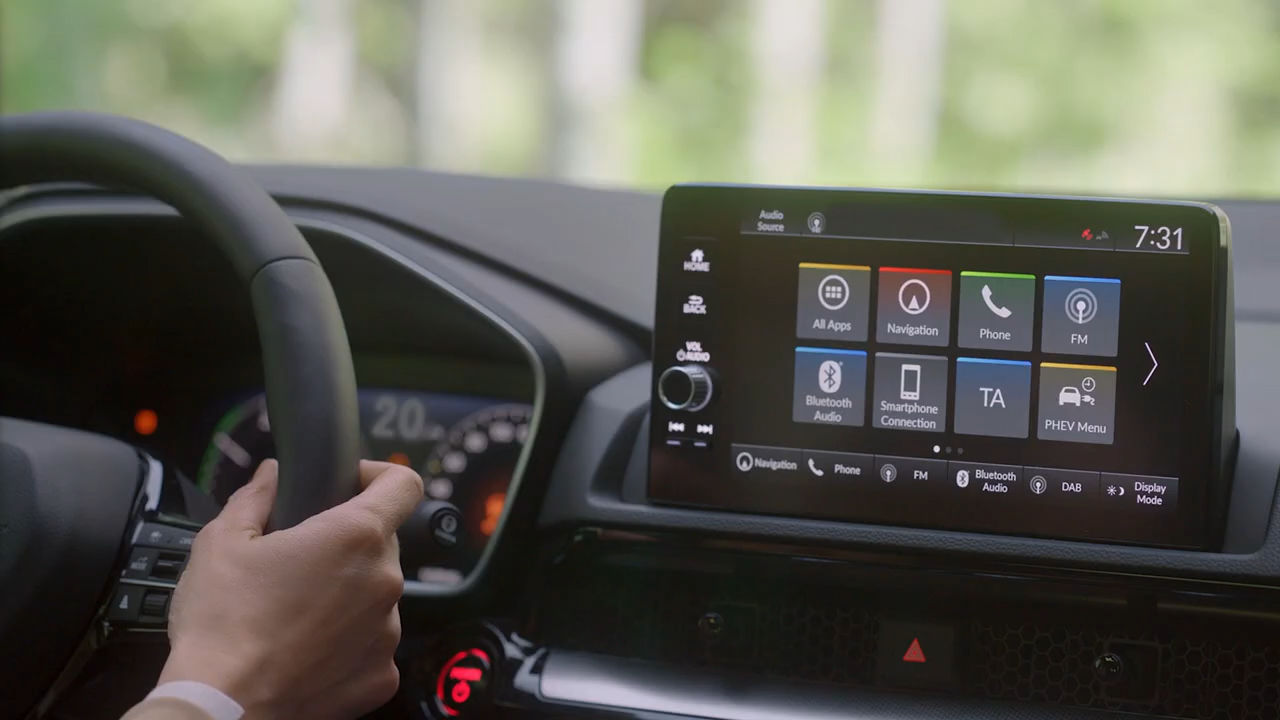 Audio
Source
7:31
HOME
BACK
VOL
AUDIO
All Apps
Navigation
Phone
FM
Bluetooth
Audio
Smartphone
Connection
TA
PHEV Menu
Navigation
Phone
FM
Bluetooth
Audio
DAB
Display
Mode
20